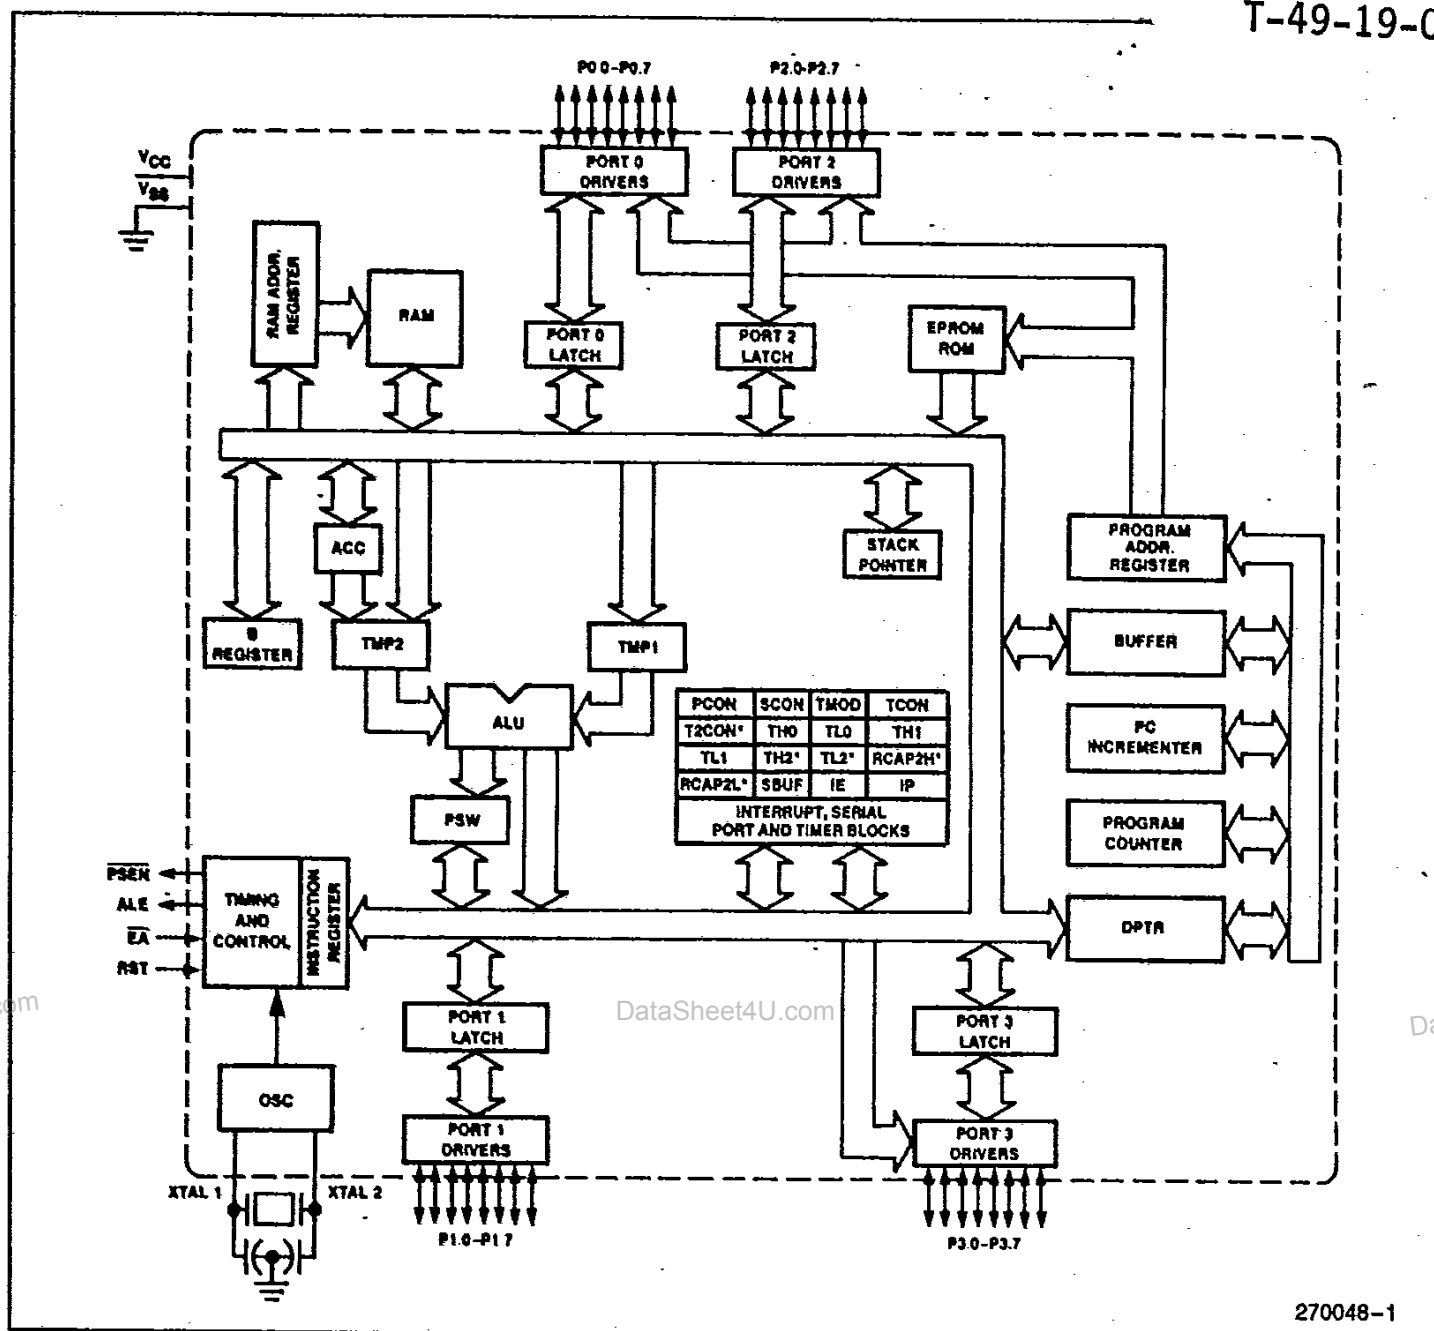 T-49-19-0
P0 0-P0.7
P2.0-P2.7
VCC
VSS
PORT 0
DRIVERS
PORT 2
DRIVERS
RAM ADDR.
REGISTER
RAM
PORT 0
LATCH
PORT 2
LATCH
EPROM
ROM
ACC
STACK
POINTER
PROGRAM
ADDR.
REGISTER
B
REGISTER
TMP2
TMP1
BUFFER
ALU
PCON SCON TMOD TCON
T2CON* TH0 TL0 TH1
TL1 TH2* TL2* RCAP2H*
RCAP2L* SBUF IE IP
INTERRUPT, SERIAL
PORT AND TIMER BLOCKS
PC
INCREMENTER
PSW
PROGRAM
COUNTER
PSEN
ALE
EA
RST
TIMING
AND
CONTROL
INSTRUCTION
REGISTER
DPTR
.com
DataSheet4U.com
Da
PORT 1
LATCH
PORT 3
LATCH
OSC
PORT 1
DRIVERS
PORT 3
DRIVERS
XTAL 1
XTAL 2
P1.0-P1 7
P3.0-P3.7
270048-1